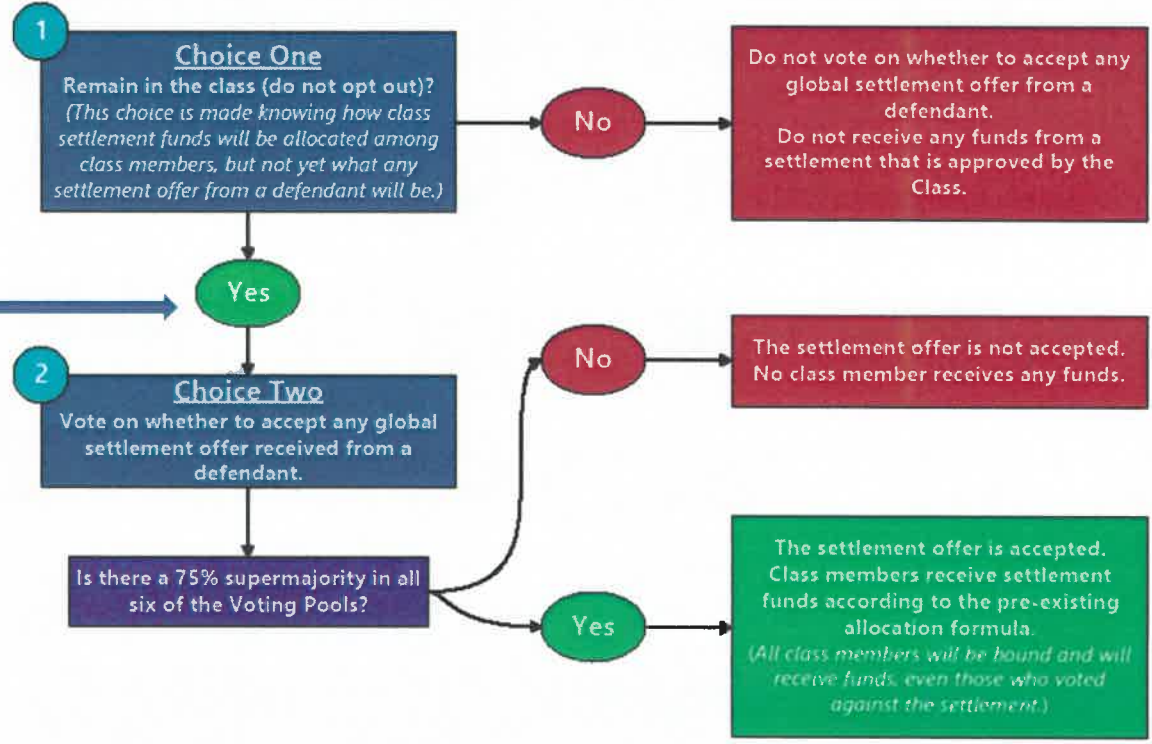 1
Choice One
Remain in the class (do not opt out)?
(This choice is made knowing how class
settlement funds will be allocated among
class members, but not yet what any
settlement offer from a defendant will be.)
No
Do not vote on whether to accept any
global settlement offer from a
defendant.
Do not receive any funds from a
settlement that is approved by the
Class.
Yes
2
Choice Two
Vote on whether to accept any global
settlement offer received from a
defendant.
No
The settlement offer is not accepted.
No class member receives any funds.
Is there a 75% supermajority in all
six of the Voting Pools?
Yes
The settlement offer is accepted.
Class members receive settlement
funds according to the pre-existing
allocation formula.
(All class members will be bound and will
receive funds, even those who voted
against the settlement.)